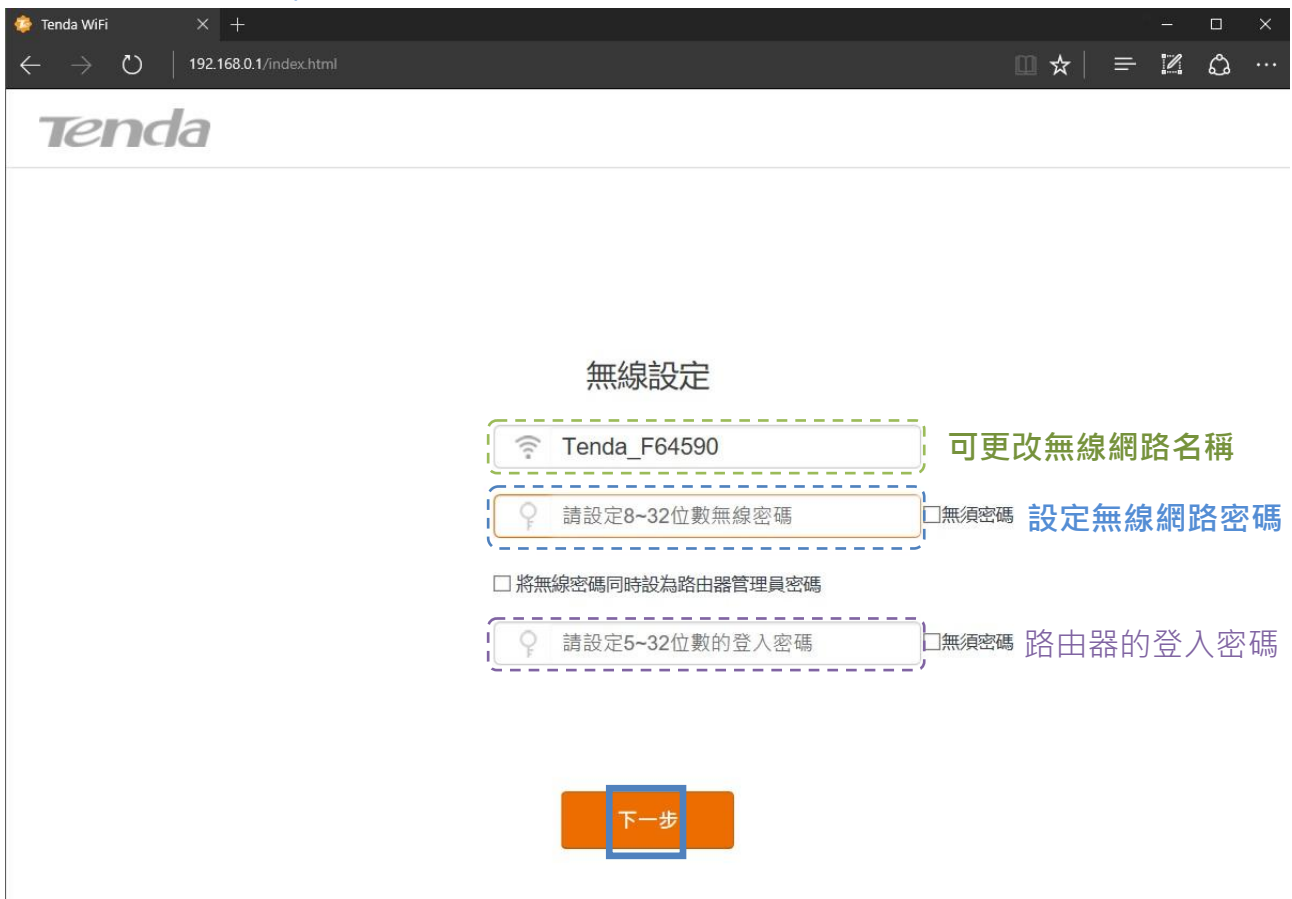 Tenda WiFi
192.168.0.1/index.html
Tenda
無線設定
Tenda_F64590
可更改無線網路名稱
請設定8~32位數無線密碼
無須密碼
設定無線網路密碼
將無線密碼同時設為路由器管理員密碼
請設定5~32位數的登入密碼
無須密碼
路由器的登入密碼
下一步